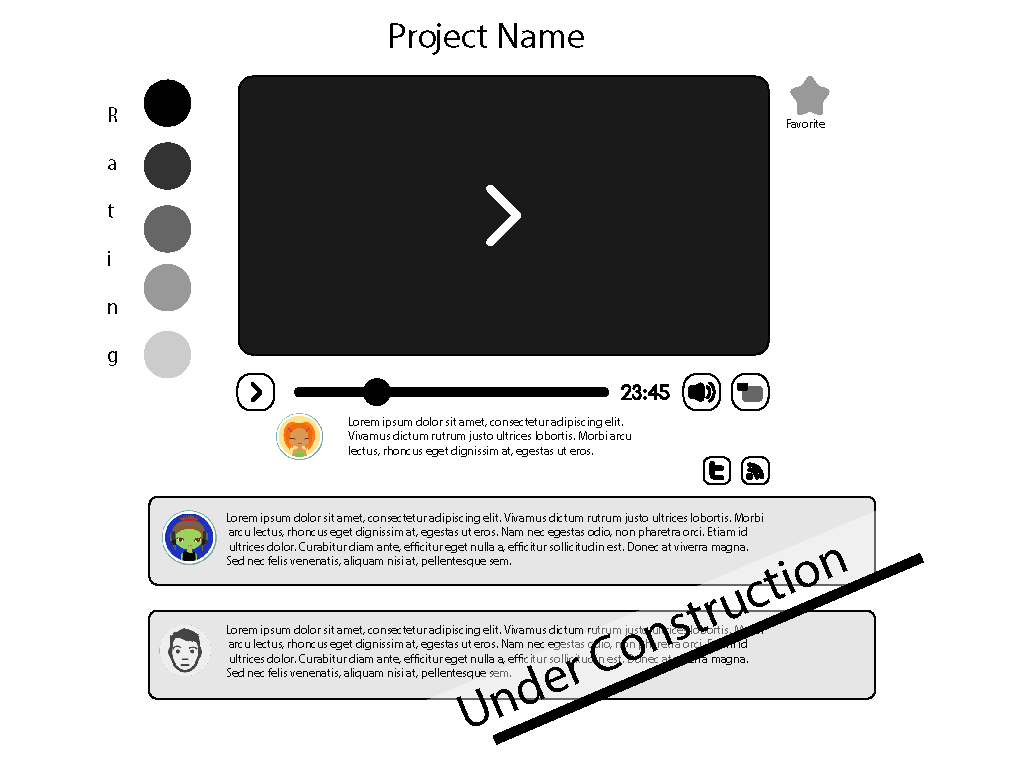 Project Name
R
a
t
i
n
g
Favorite
23:45
Lorem ipsum dolor sit amet, consectetur adipiscing elit.
Vivamus dictum rutrum justo ultrices lobortis. Morbi arcu
lectus, rhoncus eget dignissim at, egestas ut eros.
Lorem ipsum dolor sit amet, consectetur adipiscing elit. Vivamus dictum rutrum justo ultrices lobortis. Morbi
arcu lectus, rhoncus eget dignissim at, egestas ut eros. Nam nec egestas odio, non pharetra orci. Etiam id
ultrices dolor. Curabitur diam ante, efficitur eget nulla a, efficitur sollicitudin est. Donec at viverra magna.
Sed nec felis venenatis, aliquam nisi at, pellentesque sem.
Lorem ipsum dolor sit amet, consectetur adipiscing elit. Vivamus dictum rutrum justo ultrices lobortis.
arcu lectus, rhoncus eget dignissim at, egestas ut eros. Nam nec egestas odio, non pharetra orci. id
ultrices dolor. Curabitur diam ante, efficitur eget nulla a, efficitur sollicitudin est. Donec at magna.
Sed nec felis venenatis, aliquam nisi at, pellentesque sem.
Under Construction